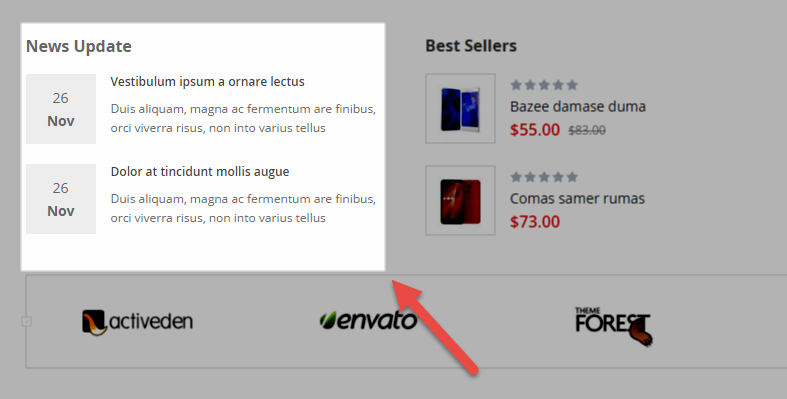 News Update
26
Nov
Vestibulum ipsum a ornare lectus
Duis aliquam, magna ac fermentum are finibus,
orci viverra risus, non into varius tellus
26
Nov
Dolor at tincidunt mollis augue
Duis aliquam, magna ac fermentum are finibus,
orci viverra risus, non into varius tellus
Best Sellers
Bazee damase duma
$55.00 $83.00
Comas samer rumas
$73.00
activeden
envato
THEME
FOREST